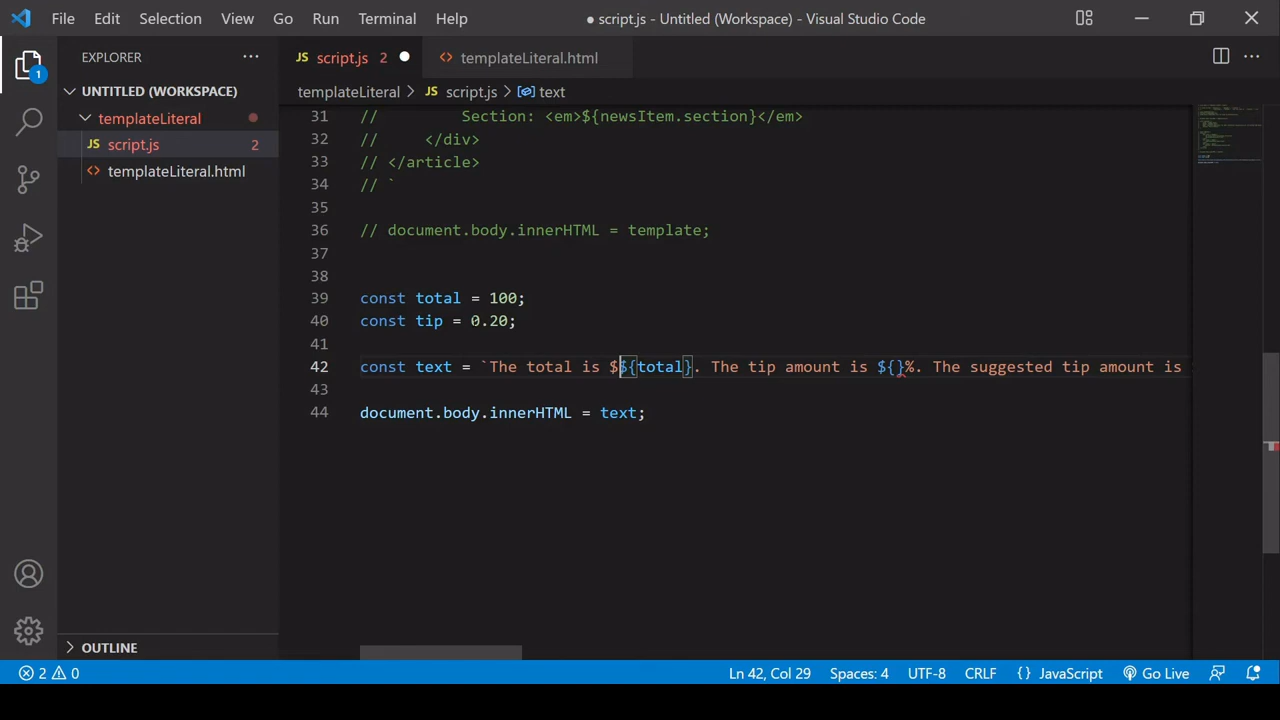 File Edit Selection View Go Run Terminal Help ● script.js - Untitled (Workspace) - Visual Studio Code
EXPLORER ···
JS script.js 2 ●
<> templateLiteral.html
···
1
UNTITLED (WORKSPACE)
templateLiteral
JS script.js 2
<> templateLiteral.html
templateLiteral > JS script.js > text
31 // Section: <em>${newsItem.section}</em>
32 // </div>
33 // </article>
34 // `
35
36 // document.body.innerHTML = template;
37
38
39 const total = 100;
40 const tip = 0.20;
41
42 const text = `The total is $${total}. The tip amount is ${}%. The suggested tip amount is
43
44 document.body.innerHTML = text;
OUTLINE
2 0 Ln 42, Col 29 Spaces: 4 UTF-8 CRLF {} JavaScript Go Live